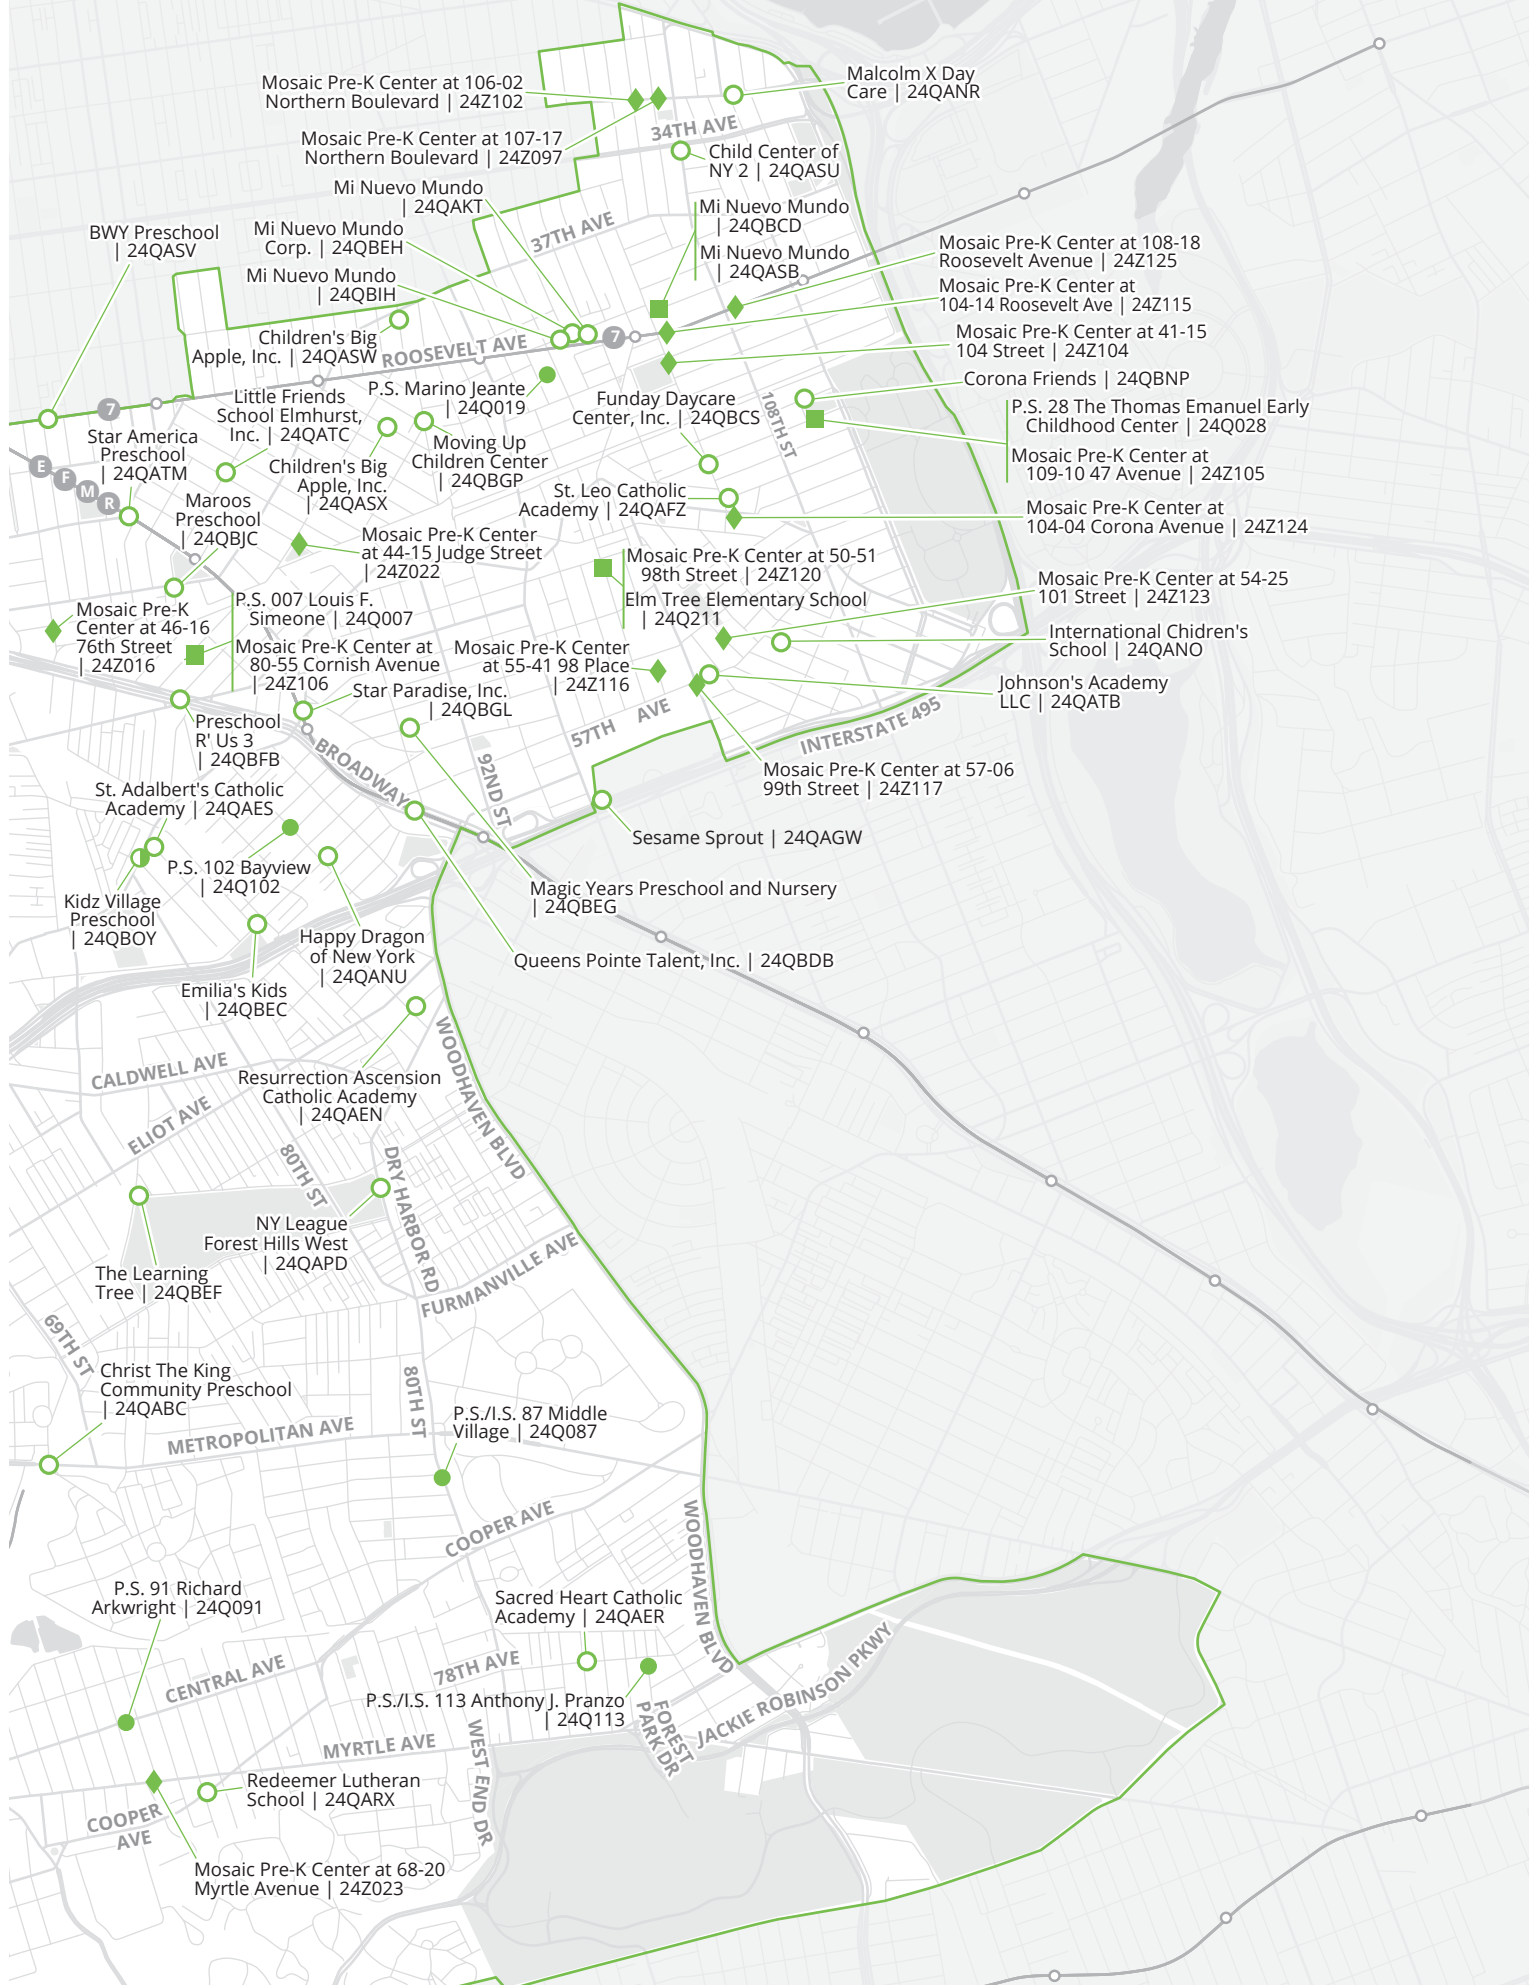 Mosaic Pre-K Center at 106-02
Northern Boulevard | 24Z102
Malcolm X Day
Care | 24QANR
34TH AVE
Mosaic Pre-K Center at 107-17
Northern Boulevard | 24Z097
Child Center of
NY 2 | 24QASU
Mi Nuevo Mundo
| 24QAKT
Mi Nuevo Mundo
| 24QBCD
Mi Nuevo Mundo
| 24QASB
BWY Preschool
| 24QASV
Mi Nuevo Mundo
Corp. | 24QBEH
37TH AVE
Mosaic Pre-K Center at 108-18
Roosevelt Avenue | 24Z125
Mi Nuevo Mundo
| 24QBIH
Mosaic Pre-K Center at
104-14 Roosevelt Ave | 24Z115
Children's Big
Apple, Inc. | 24QASW
ROOSEVELT AVE
7
Mosaic Pre-K Center at 41-15
104 Street | 24Z104
Corona Friends | 24QBNP
7
Little Friends
School Elmhurst,
Inc. | 24QATC
P.S. Marino Jeante
| 24Q019
Funday Daycare
Center, Inc. | 24QBCS
108TH ST
P.S. 28 The Thomas Emanuel Early
Childhood Center | 24Q028
Mosaic Pre-K Center at
109-10 47 Avenue | 24Z105
Star America
Preschool
| 24QATM
E
F
M
R
Moving Up
Children Center
| 24QBGP
Children's Big
Apple, Inc.
| 24QASX
Maroos
Preschool
| 24QBJC
St. Leo Catholic
Academy | 24QAFZ
Mosaic Pre-K Center at
104-04 Corona Avenue | 24Z124
Mosaic Pre-K Center
at 44-15 Judge Street
| 24Z022
Mosaic Pre-K Center at 50-51
98th Street | 24Z120
Elm Tree Elementary School
| 24Q211
Mosaic Pre-K Center at 54-25
101 Street | 24Z123
Mosaic Pre-K
Center at 46-16
76th Street
| 24Z016
P.S. 007 Louis F.
Simeone | 24Q007
Mosaic Pre-K Center at
80-55 Cornish Avenue
| 24Z106
Mosaic Pre-K Center
at 55-41 98 Place
| 24Z116
International Chidren's
School | 24QANO
Johnson's Academy
LLC | 24QATB
Star Paradise, Inc.
| 24QBGL
57TH AVE
INTERSTATE 495
Preschool
R' Us 3
| 24QBFB
BROADWAY
92ND ST
Mosaic Pre-K Center at 57-06
99th Street | 24Z117
St. Adalbert's Catholic
Academy | 24QAES
Sesame Sprout | 24QAGW
P.S. 102 Bayview
| 24Q102
Kidz Village
Preschool
| 24QBOY
Magic Years Preschool and Nursery
| 24QBEG
Happy Dragon
of New York
| 24QANU
Queens Pointe Talent, Inc. | 24QBDB
Emilia's Kids
| 24QBEC
CALDWELL AVE
WOODHAVEN BLVD
Resurrection Ascension
Catholic Academy
| 24QAEN
ELIOT AVE
80TH ST
DRY HARBOR RD
NY League
Forest Hills West
| 24QAPD
The Learning
Tree | 24QBEF
FURMANVILLE AVE
69TH ST
Christ The King
Community Preschool
| 24QABC
80TH ST
P.S./I.S. 87 Middle
Village | 24Q087
METROPOLITAN AVE
COOPER AVE
WOODHAVEN BLVD
P.S. 91 Richard
Arkwright | 24Q091
Sacred Heart Catholic
Academy | 24QAER
CENTRAL AVE
78TH AVE
JACKIE ROBINSON PKWY
P.S./I.S. 113 Anthony J. Pranzo
| 24Q113
FOREST
PARK DR
MYRTLE AVE
WEST END DR
Redeemer Lutheran
School | 24QARX
COOPER
AVE
Mosaic Pre-K Center at 68-20
Myrtle Avenue | 24Z023